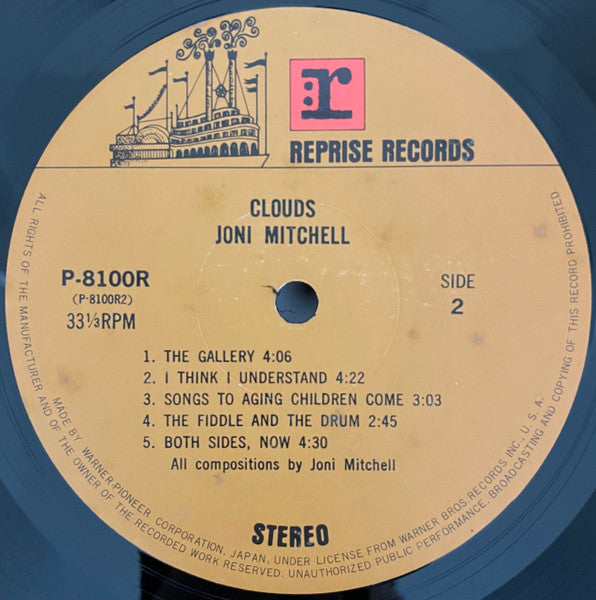 r
REPRISE RECORDS
CLOUDS
JONI MITCHELL
P-8100R
(P-8100R2)
33⅓RPM
SIDE
2
1. THE GALLERY 4:06
2. I THINK I UNDERSTAND 4:22
3. SONGS TO AGING CHILDREN COME 3:03
4. THE FIDDLE AND THE DRUM 2:45
5. BOTH SIDES, NOW 4:30
All compositions by Joni Mitchell
STEREO
MADE BY WARNER-PIONEER CORPORATION, JAPAN, UNDER LICENSE FROM WARNER BROS. RECORDS INC., U.S.A.
ALL RIGHTS OF THE MANUFACTURER AND OF THE OWNER OF THE RECORDED WORK RESERVED. UNAUTHORIZED PUBLIC PERFORMANCE, BROADCASTING AND COPYING OF THIS RECORD PROHIBITED.